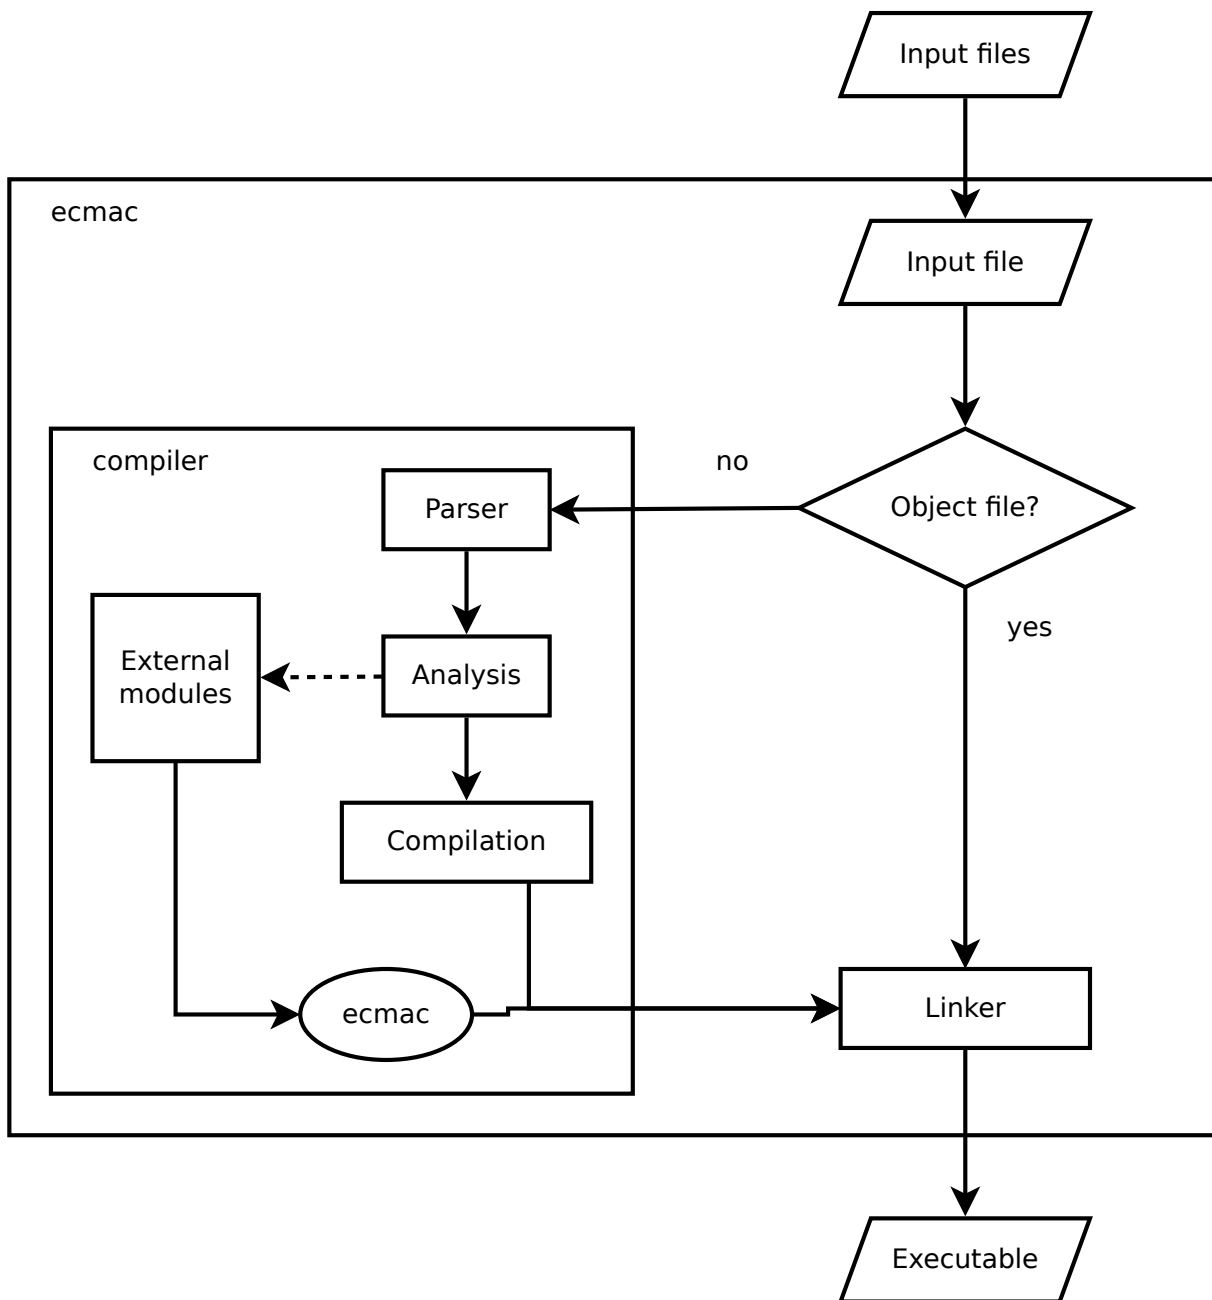 Input files
ecmac
Input file
compiler
no
Parser
Object file?
yes
External
modules
Analysis
Compilation
ecmac
Linker
Executable